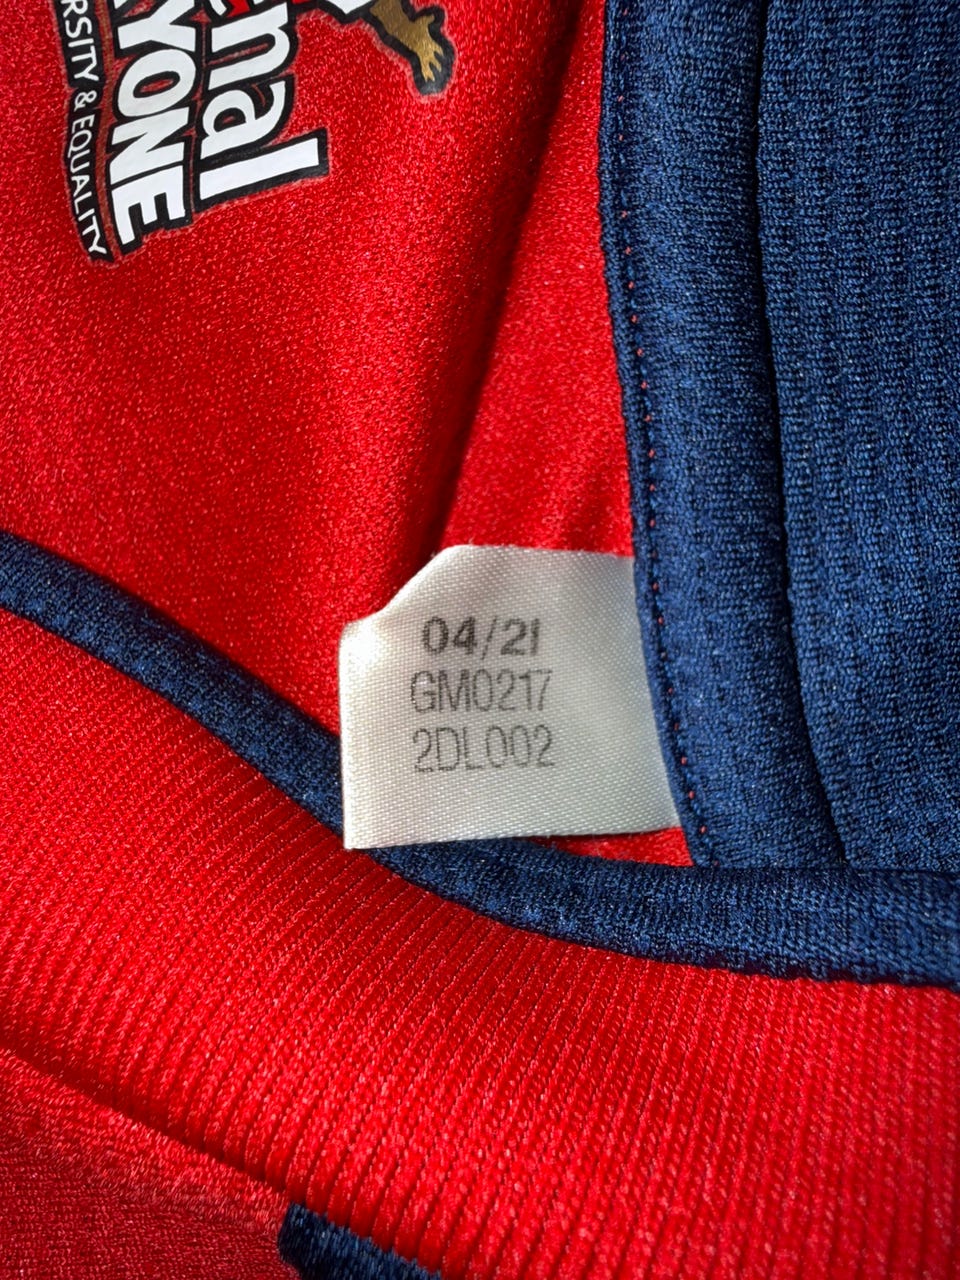 nal
YONE
RSITY & EQUALITY
04/21
GM0217
2DL002